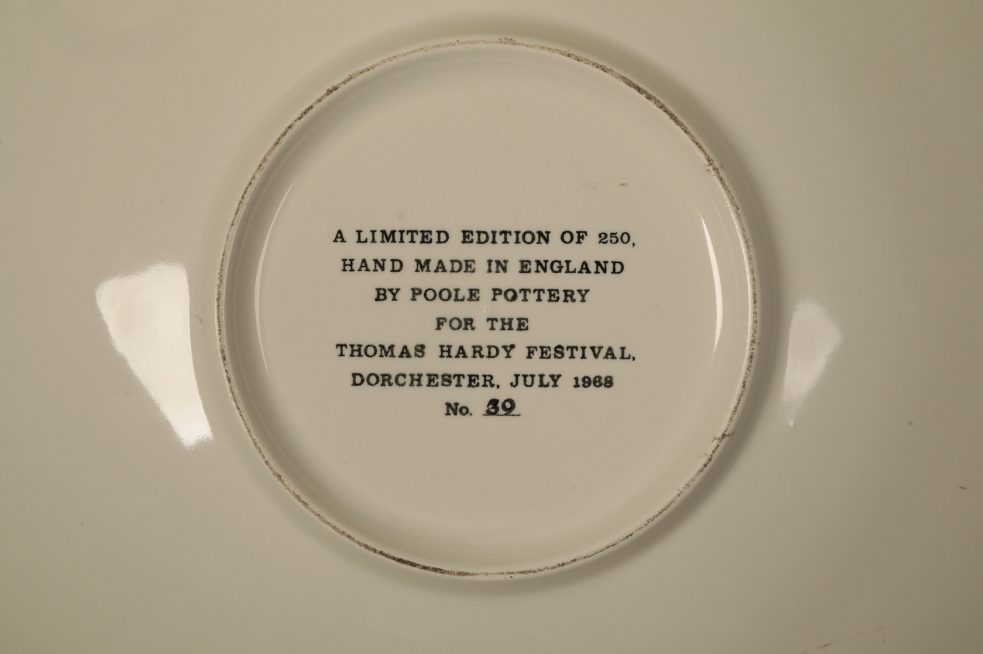 A LIMITED EDITION OF 250,
HAND MADE IN ENGLAND
BY POOLE POTTERY
FOR THE
THOMAS HARDY FESTIVAL,
DORCHESTER, JULY 1968
No. 39